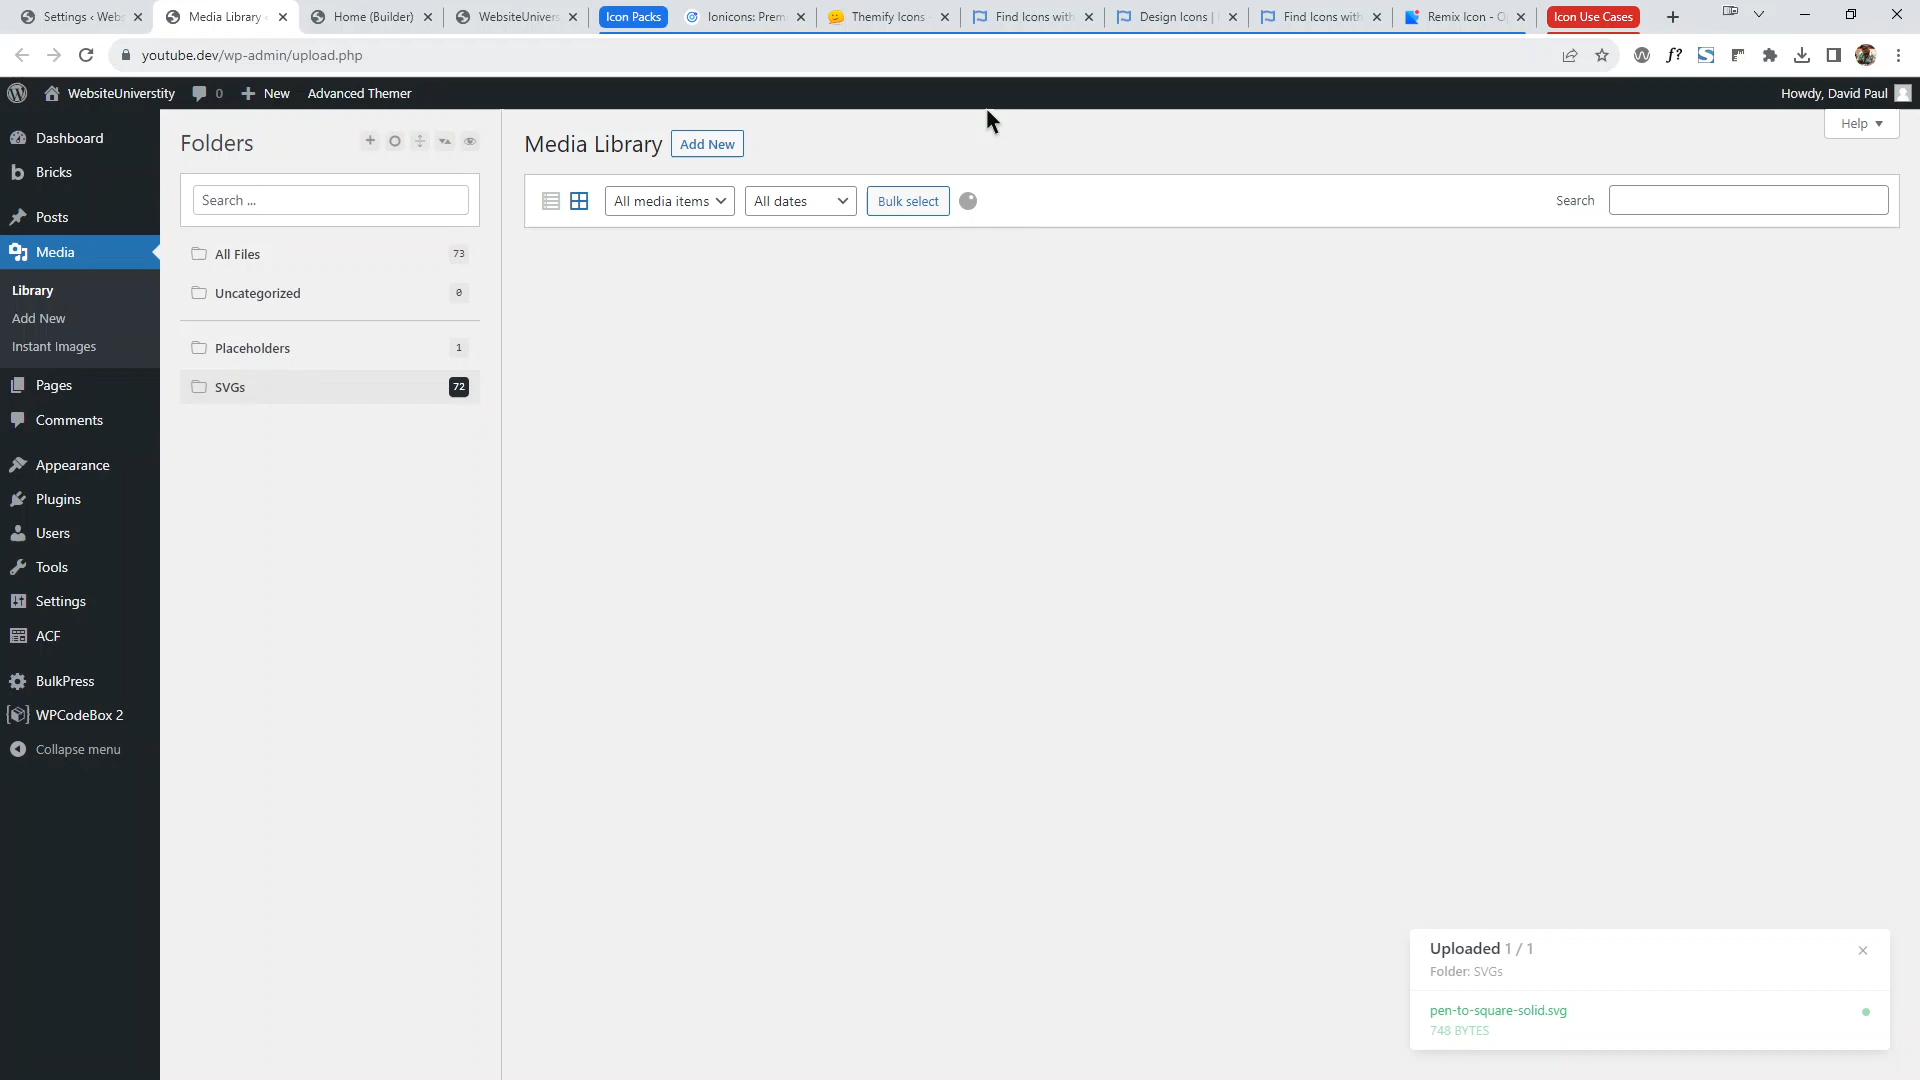 Settings ‹ Webs
Media Library ‹
Home (Builder)
WebsiteUnivers
Icon Packs
Ionicons: Prem
Themify Icons
Find Icons with
Design Icons |
Find Icons with
Remix Icon - O
Icon Use Cases
youtube.dev/wp-admin/upload.php
f?
WebsiteUniverstity
0
New
Advanced Themer
Howdy, David Paul
Help
Dashboard
Bricks
Posts
Media
Library
Add New
Instant Images
Pages
Comments
Appearance
Plugins
Users
Tools
Settings
ACF
BulkPress
WPCodeBox 2
Collapse menu
Folders
Search ...
All Files 73
Uncategorized 0
Placeholders 1
SVGs 72
Media Library Add New
All media items
All dates
Bulk select
Search
Uploaded 1 / 1
Folder: SVGs
pen-to-square-solid.svg
748 BYTES